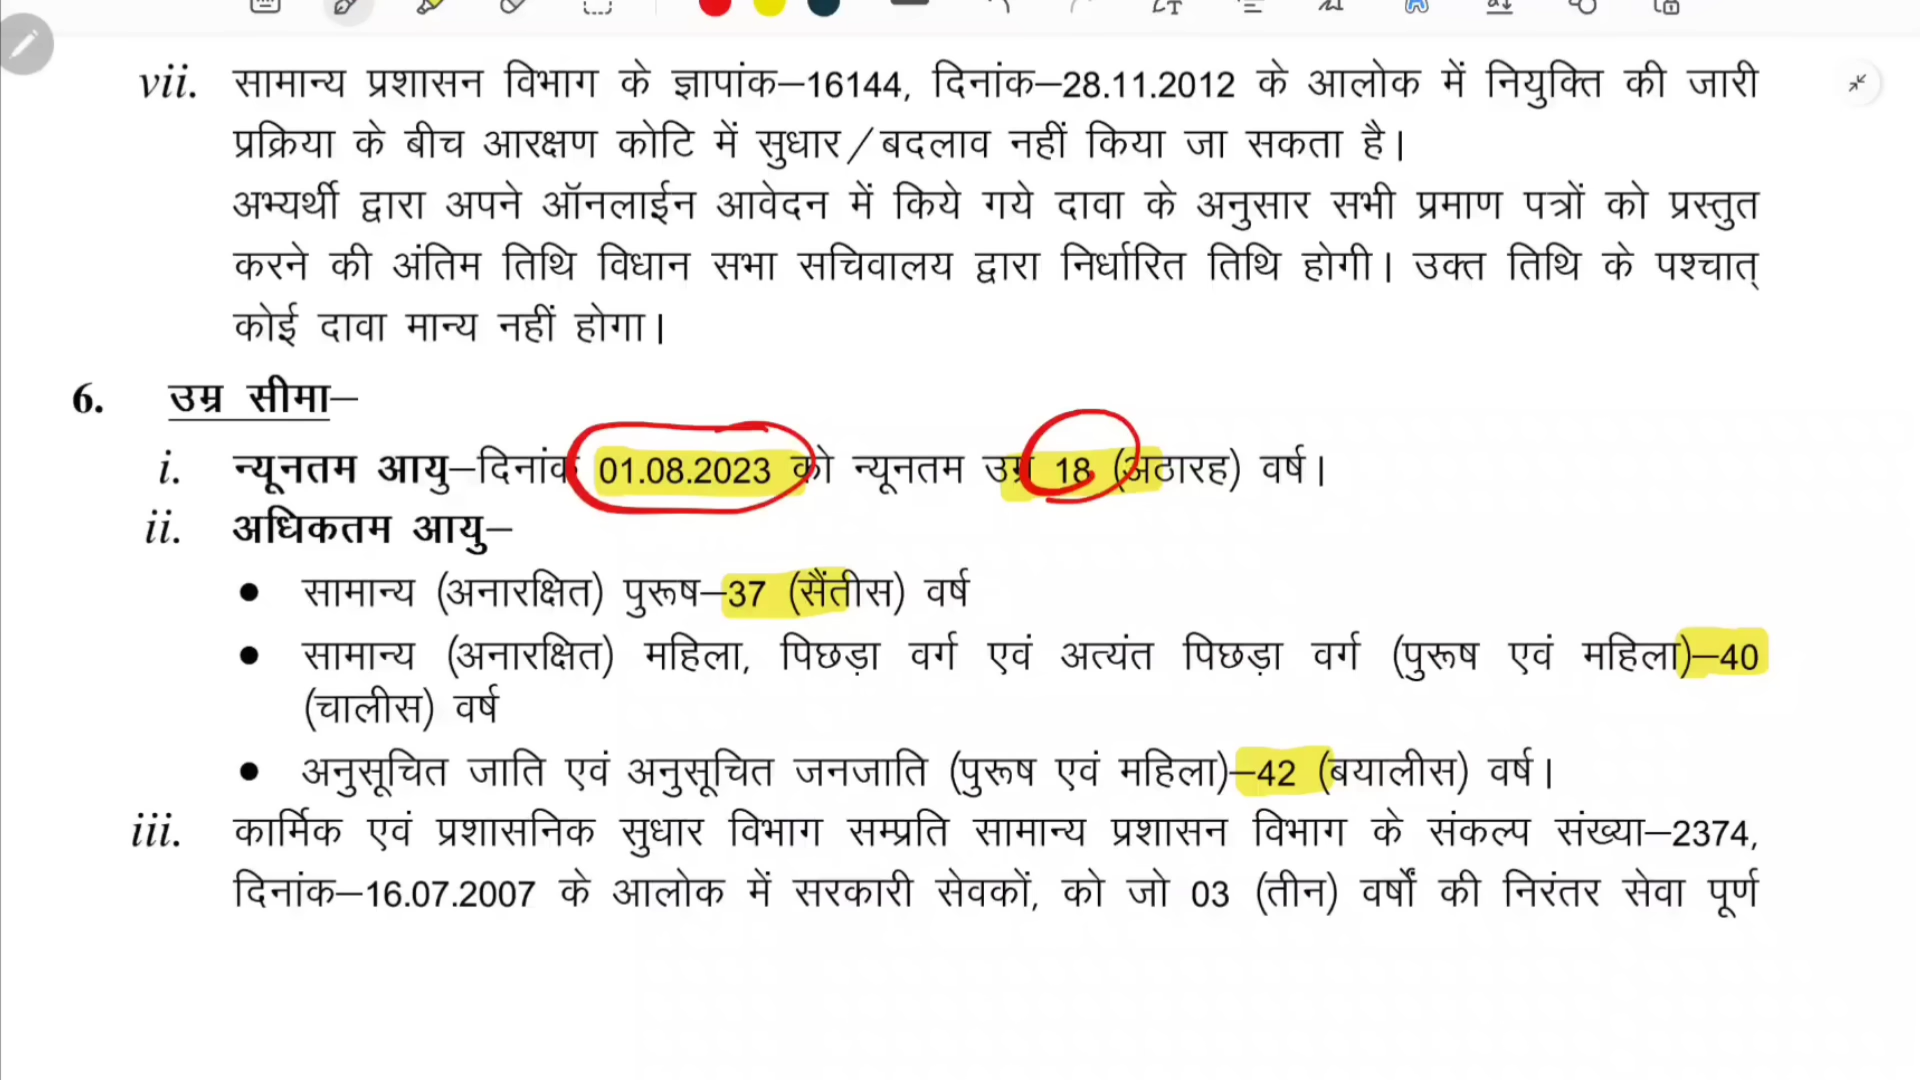 vii. सामान्य प्रशासन विभाग के ज्ञापांक–16144, दिनांक–28.11.2012 के आलोक में नियुक्ति की जारी
प्रक्रिया के बीच आरक्षण कोटि में सुधार/बदलाव नहीं किया जा सकता है।
अभ्यर्थी द्वारा अपने ऑनलाईन आवेदन में किये गये दावा के अनुसार सभी प्रमाण पत्रों को प्रस्तुत
करने की अंतिम तिथि विधान सभा सचिवालय द्वारा निर्धारित तिथि होगी। उक्त तिथि के पश्चात्
कोई दावा मान्य नहीं होगा।
6. उम्र सीमा–
i. न्यूनतम आयु–दिनांक 01.08.2023 को न्यूनतम उम्र 18 (अठारह) वर्ष।
ii. अधिकतम आयु–
● सामान्य (अनारक्षित) पुरूष–37 (सैंतीस) वर्ष
● सामान्य (अनारक्षित) महिला, पिछड़ा वर्ग एवं अत्यंत पिछड़ा वर्ग (पुरूष एवं महिला)–40
(चालीस) वर्ष
● अनुसूचित जाति एवं अनुसूचित जनजाति (पुरूष एवं महिला)–42 (बयालीस) वर्ष।
iii. कार्मिक एवं प्रशासनिक सुधार विभाग सम्प्रति सामान्य प्रशासन विभाग के संकल्प संख्या–2374,
दिनांक–16.07.2007 के आलोक में सरकारी सेवकों, को जो 03 (तीन) वर्षों की निरंतर सेवा पूर्ण